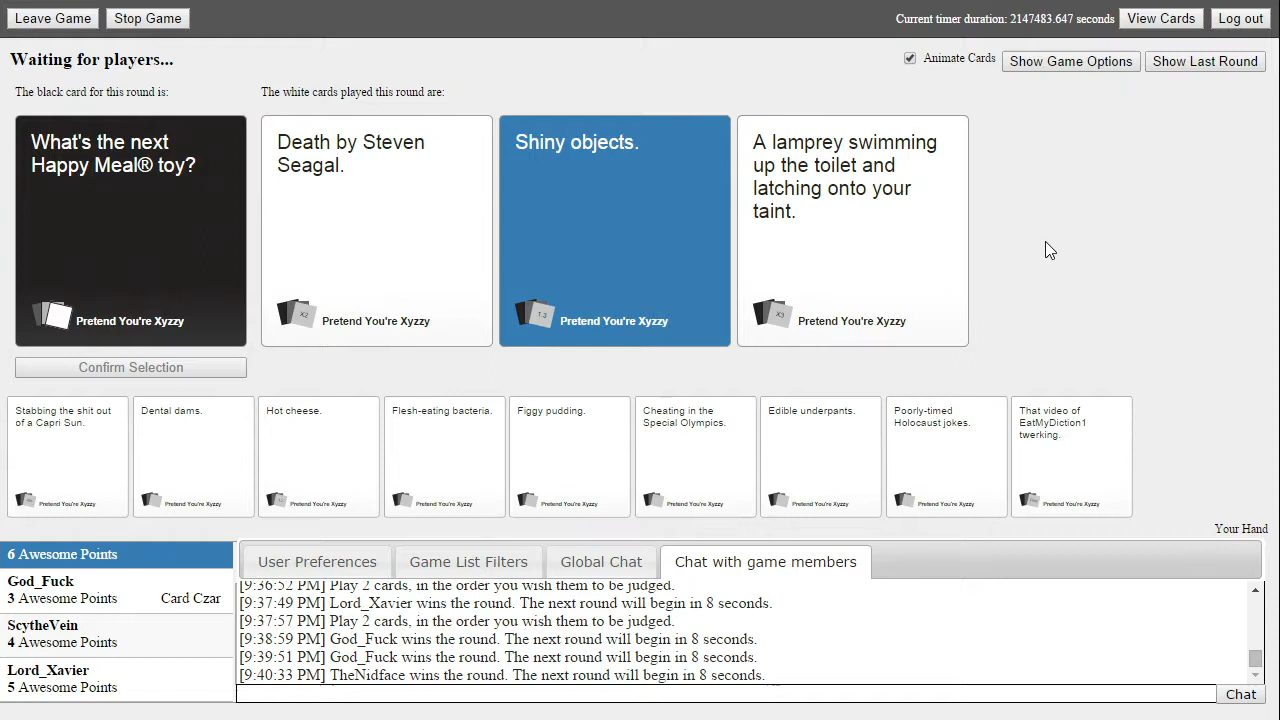 Leave Game
Stop Game
Current timer duration: 2147483.647 seconds
View Cards
Log out
Waiting for players...
Animate Cards
Show Game Options
Show Last Round
The black card for this round is:
The white cards played this round are:
What's the next
Happy Meal® toy?
Pretend You're Xyzzy
Death by Steven
Seagal.
X2
Pretend You're Xyzzy
Shiny objects.
1.3
Pretend You're Xyzzy
A lamprey swimming
up the toilet and
latching onto your
taint.
X3
Pretend You're Xyzzy
Confirm Selection
Stabbing the shit out
of a Capri Sun.
Pretend You're Xyzzy
Dental dams.
Pretend You're Xyzzy
Hot cheese.
Pretend You're Xyzzy
Flesh-eating bacteria.
Pretend You're Xyzzy
Figgy pudding.
Pretend You're Xyzzy
Cheating in the
Special Olympics.
Pretend You're Xyzzy
Edible underpants.
Pretend You're Xyzzy
Poorly-timed
Holocaust jokes.
Pretend You're Xyzzy
That video of
EatMyDiction1
twerking.
Pretend You're Xyzzy
Your Hand
6 Awesome Points
God_Fuck
3 Awesome Points Card Czar
ScytheVein
4 Awesome Points
Lord_Xavier
5 Awesome Points
User Preferences
Game List Filters
Global Chat
Chat with game members
[9:36:52 PM] Play 2 cards, in the order you wish them to be judged.
[9:37:49 PM] Lord_Xavier wins the round. The next round will begin in 8 seconds.
[9:37:57 PM] Play 2 cards, in the order you wish them to be judged.
[9:38:59 PM] God_Fuck wins the round. The next round will begin in 8 seconds.
[9:39:51 PM] God_Fuck wins the round. The next round will begin in 8 seconds.
[9:40:33 PM] TheNidface wins the round. The next round will begin in 8 seconds.
Chat